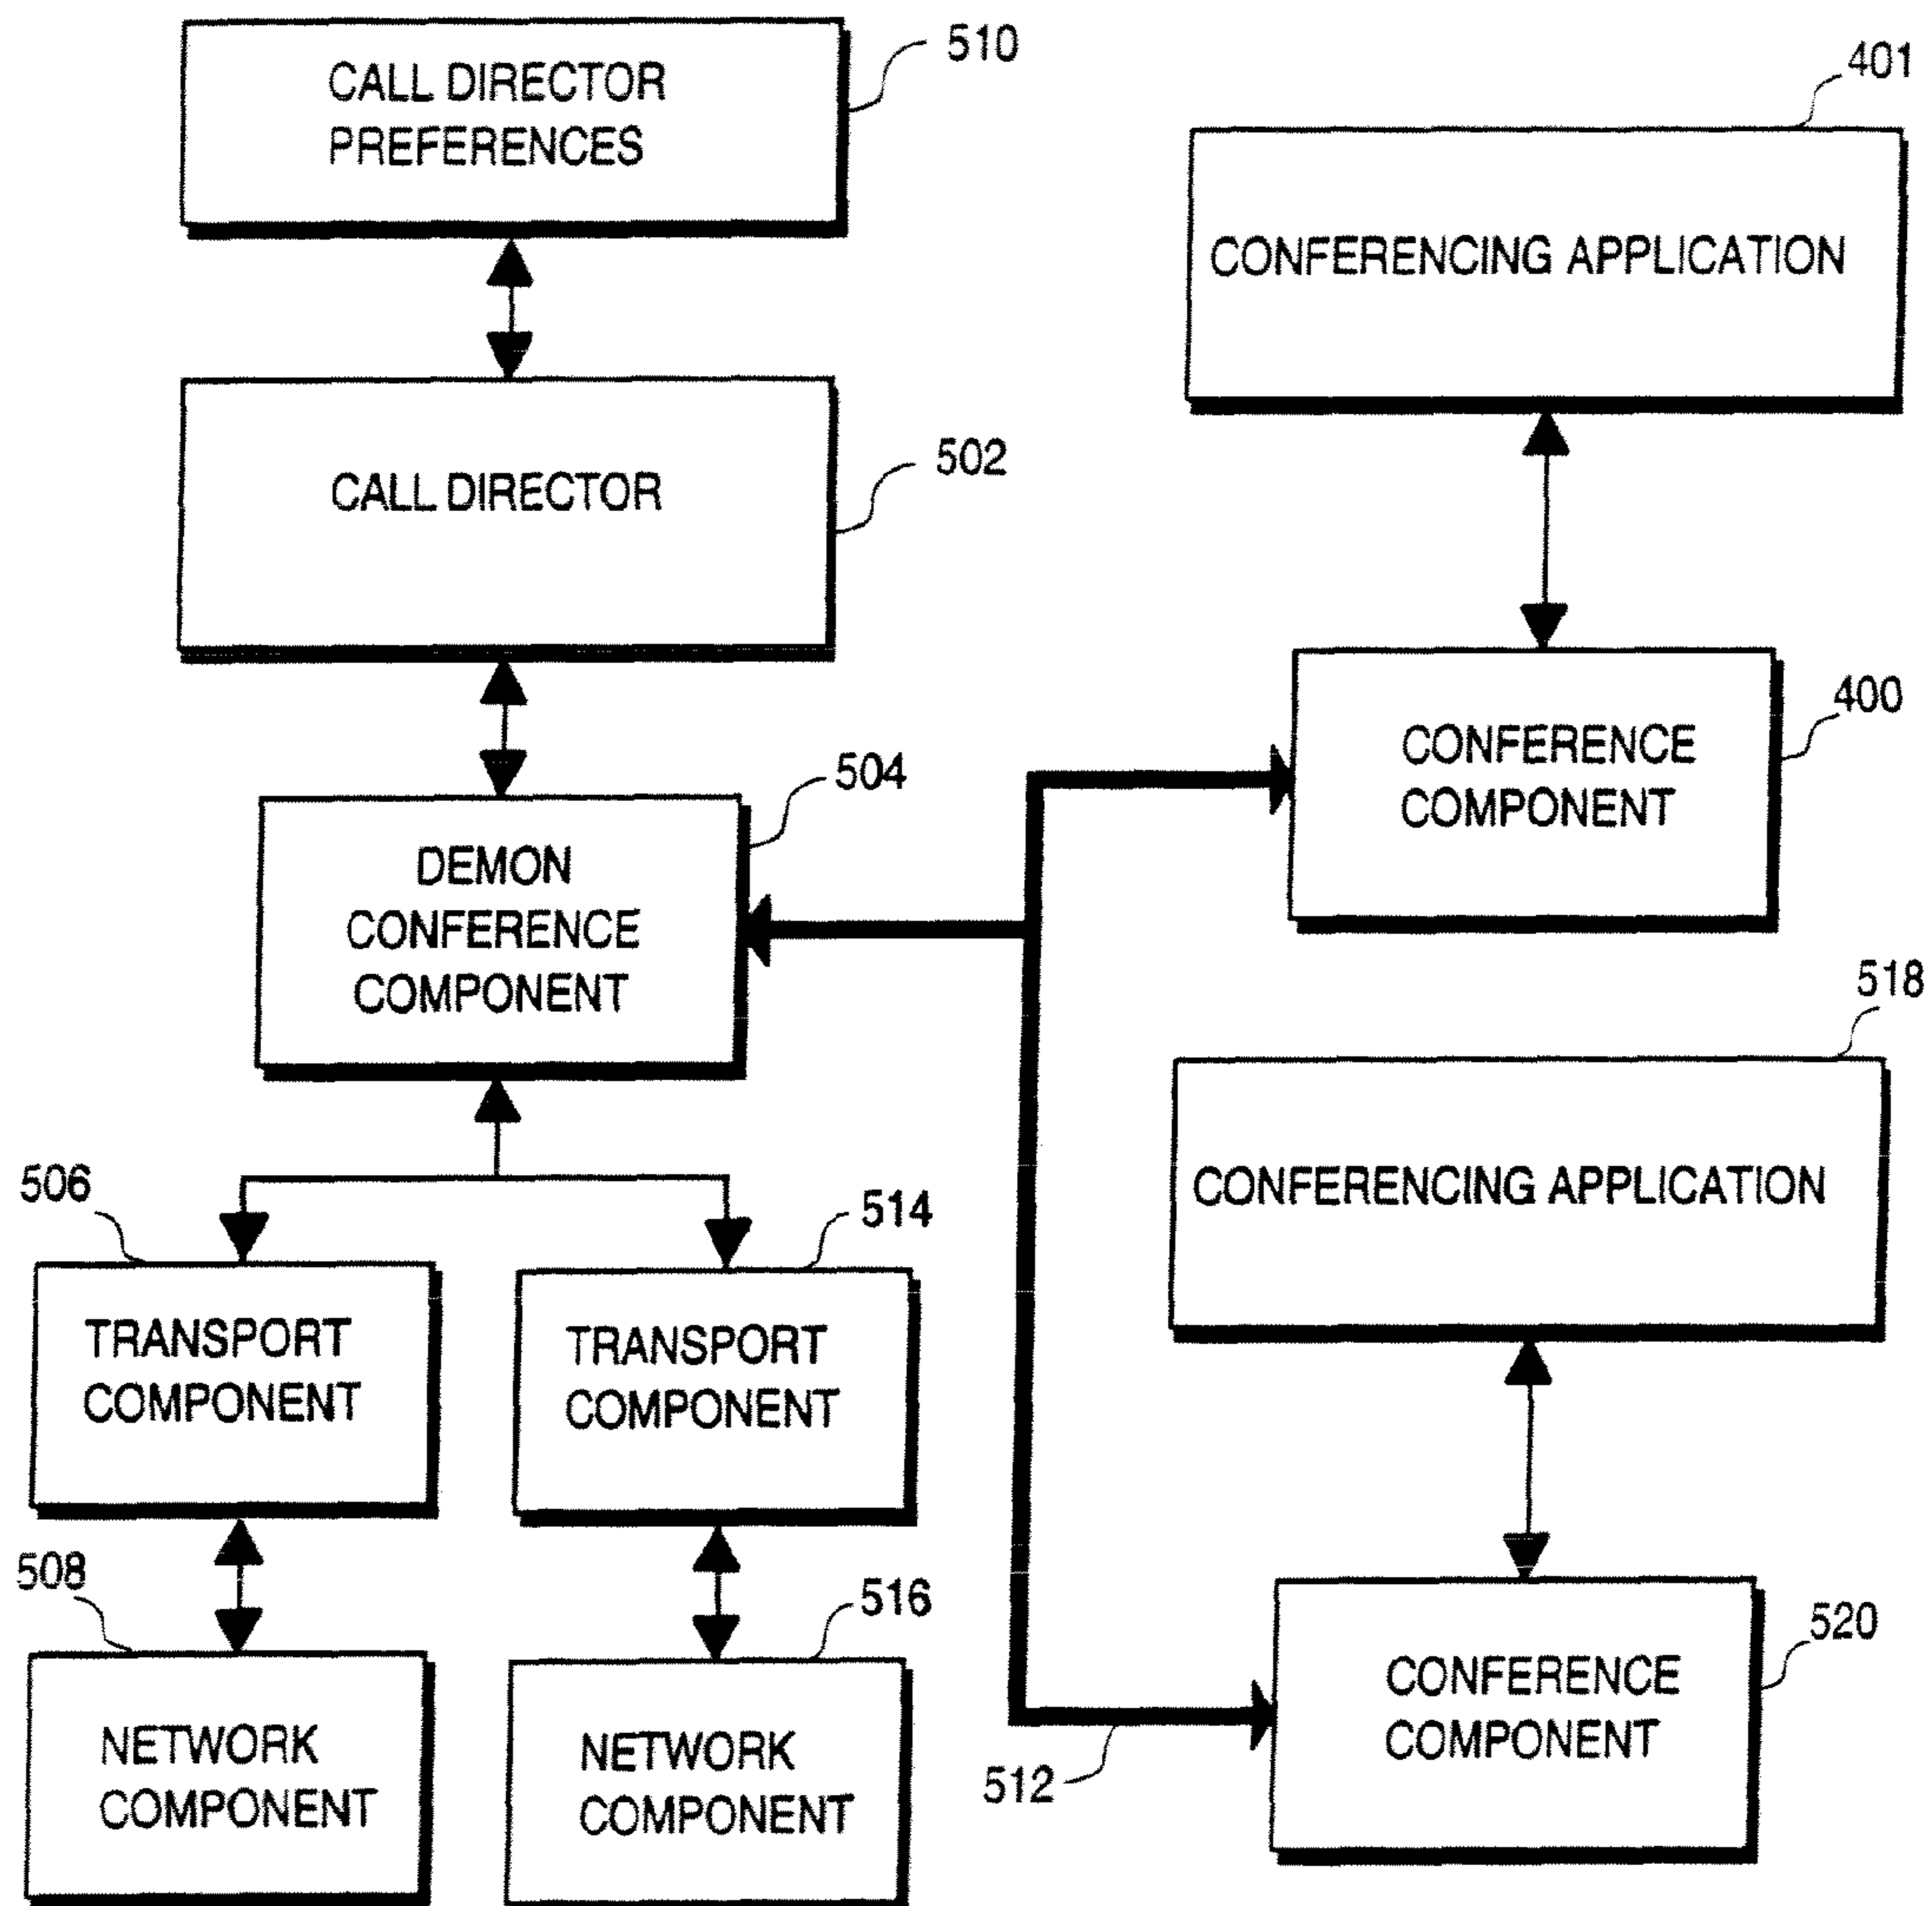 CALL DIRECTOR
PREFERENCES
510
CALL DIRECTOR
502
DEMON
CONFERENCE
COMPONENT
504
506
TRANSPORT
COMPONENT
514
TRANSPORT
COMPONENT
508
NETWORK
COMPONENT
516
NETWORK
COMPONENT
401
CONFERENCING APPLICATION
400
CONFERENCE
COMPONENT
518
CONFERENCING APPLICATION
520
CONFERENCE
COMPONENT
512